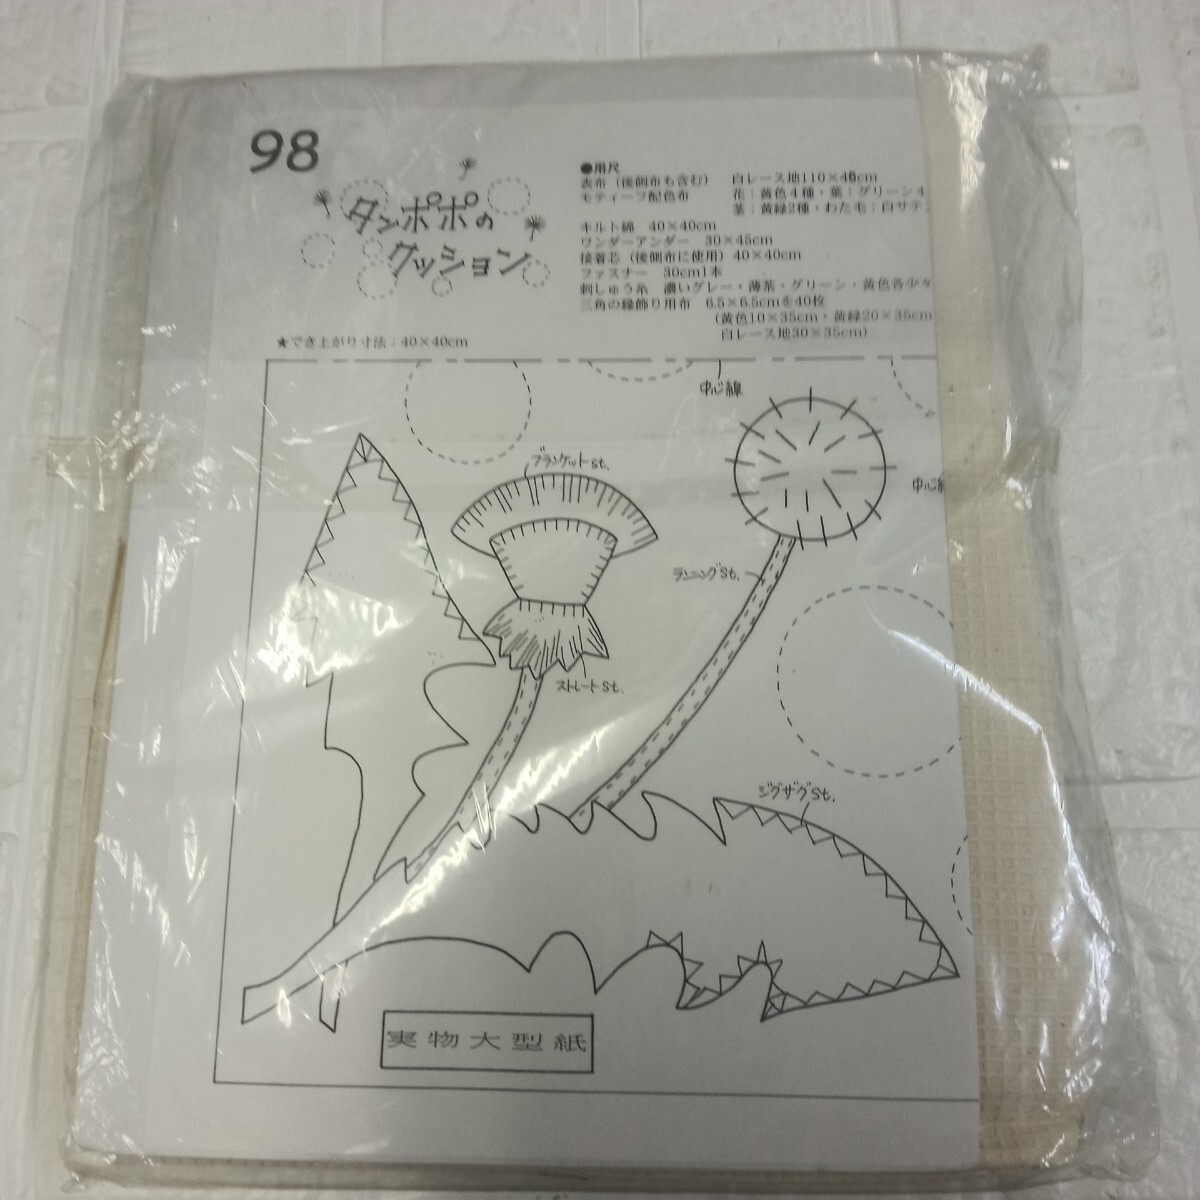 98
タンポポの
クッション
●用尺
表布（後側布も含む）　白レース地110×46cm
モティーフ配色布　花：黄色4種・葉：グリーン4
茎：黄緑2種・わた毛：白サテ
キルト綿　40×40cm
ワンダーアンダー　30×45cm
接着芯（後側布に使用）40×40cm
ファスナー　30cm1本
刺しゅう糸　濃いグレー・薄茶・グリーン・黄色各少々
三角の縁飾り用布　6.5×6.5cmを40枚
（黄色10×35cm・黄緑20×35cm
白レース地30×35cm）
★でき上がり寸法：40×40cm
中心線
ブランケットst.
中心線
ランニングst.
ストレートst.
ジグザグst.
実物大型紙